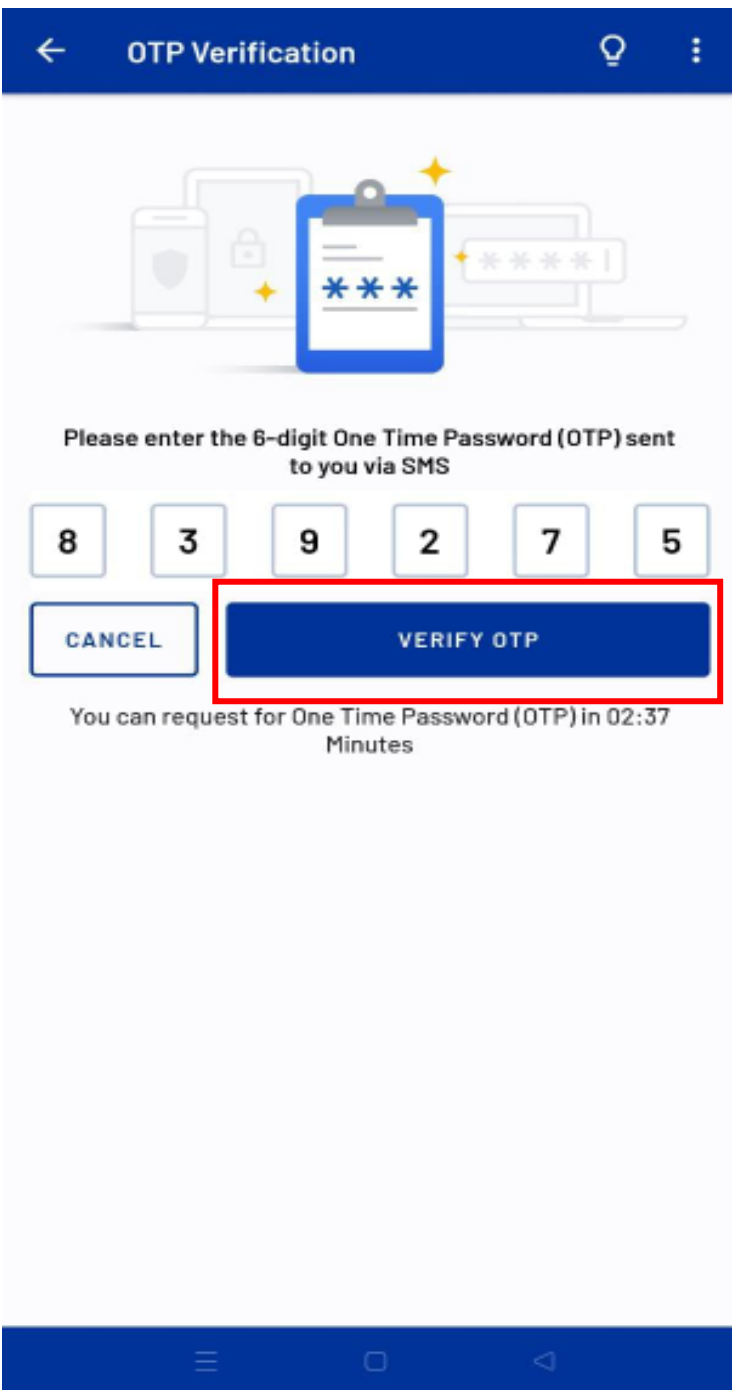 OTP Verification
***
****|
Please enter the 6-digit One Time Password (OTP) sent
to you via SMS
8 3 9 2 7 5
CANCEL VERIFY OTP
You can request for One Time Password (OTP) in 02:37
Minutes